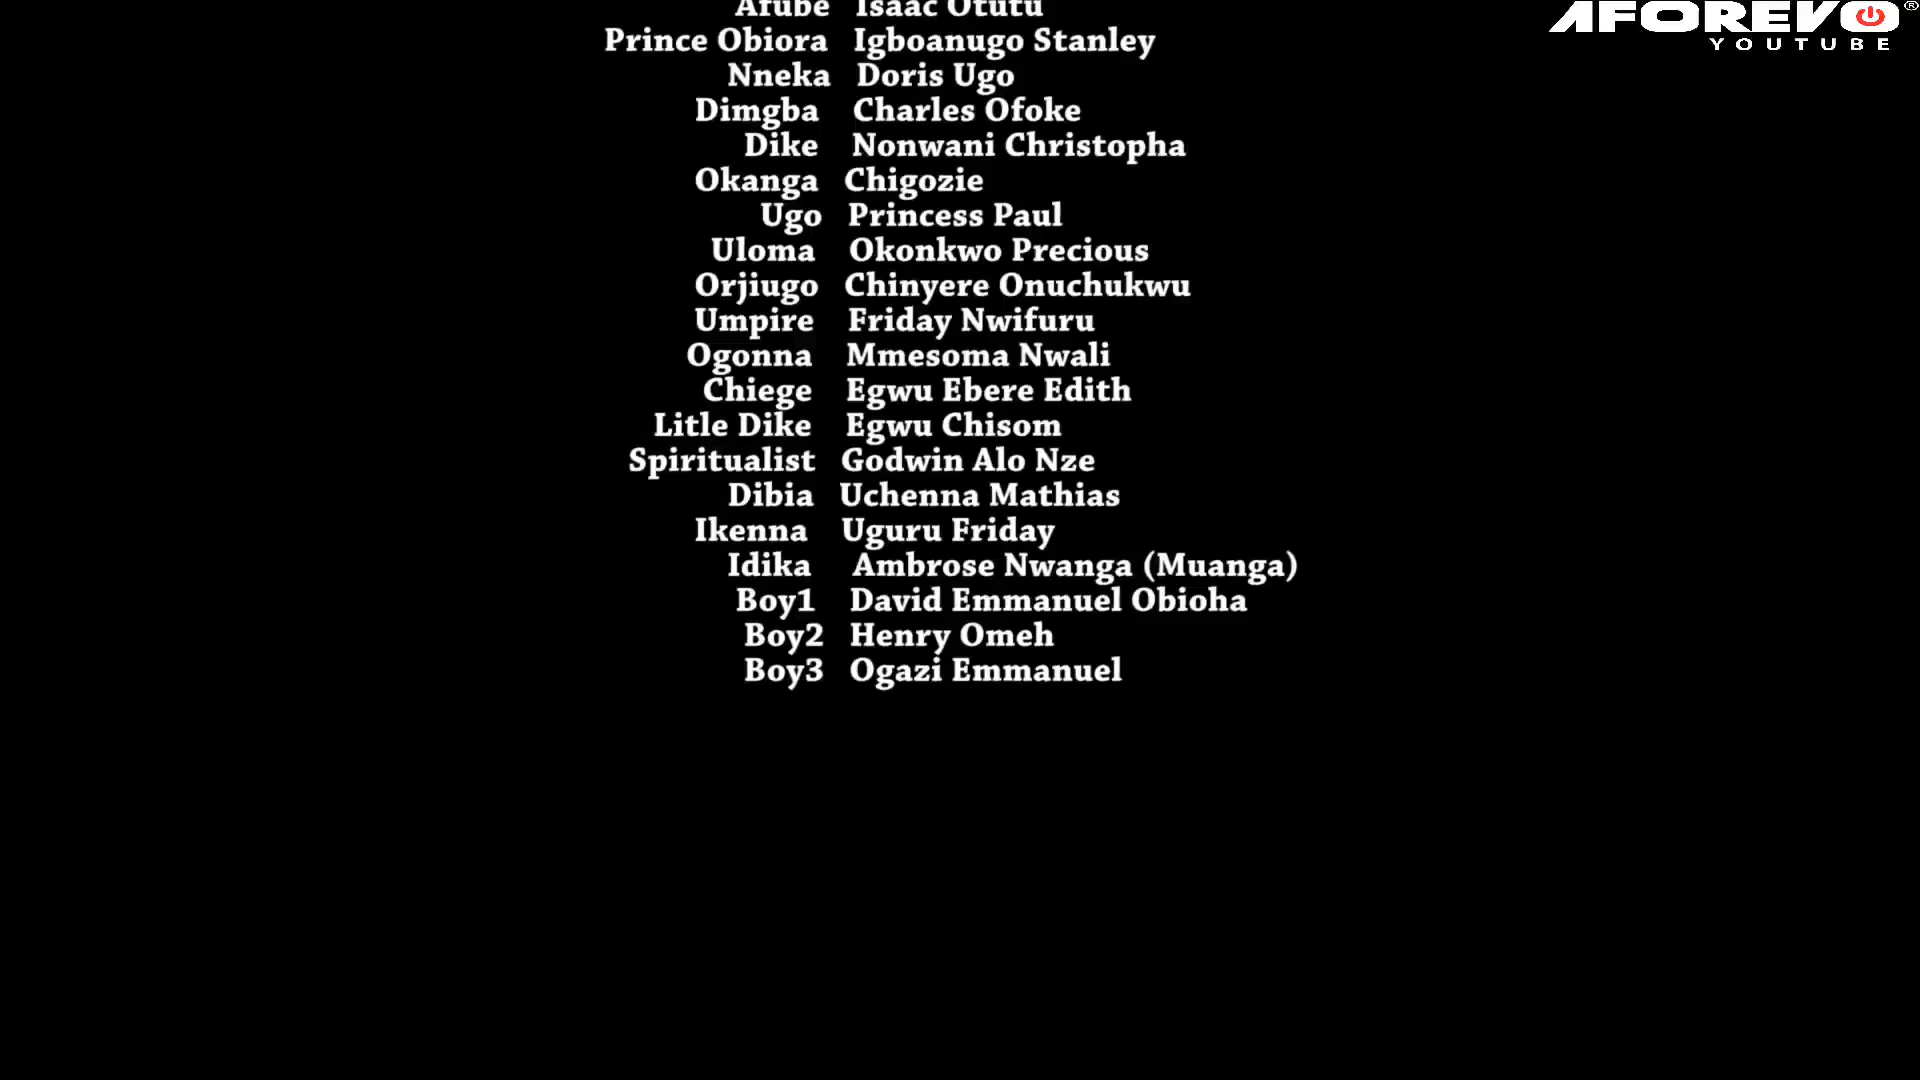 Afube Isaac Otutu
Prince Obiora Igboanugo Stanley
Nneka Doris Ugo
Dimgba Charles Ofoke
Dike Nonwani Christopha
Okanga Chigozie
Ugo Princess Paul
Uloma Okonkwo Precious
Orjiugo Chinyere Onuchukwu
Umpire Friday Nwifuru
Ogonna Mmesoma Nwali
Chiege Egwu Ebere Edith
Litle Dike Egwu Chisom
Spiritualist Godwin Alo Nze
Dibia Uchenna Mathias
Ikenna Uguru Friday
Idika Ambrose Nwanga (Muanga)
Boy1 David Emmanuel Obioha
Boy2 Henry Omeh
Boy3 Ogazi Emmanuel
AFOREVO ®
YOUTUBE